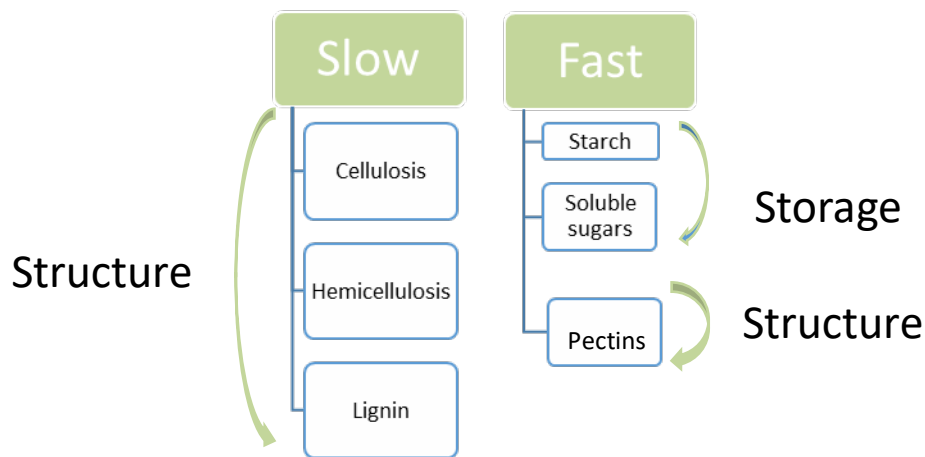 Slow
Fast
Cellulosis
Starch
Soluble
sugars
Storage
Structure
Hemicellulosis
Pectins
Structure
Lignin